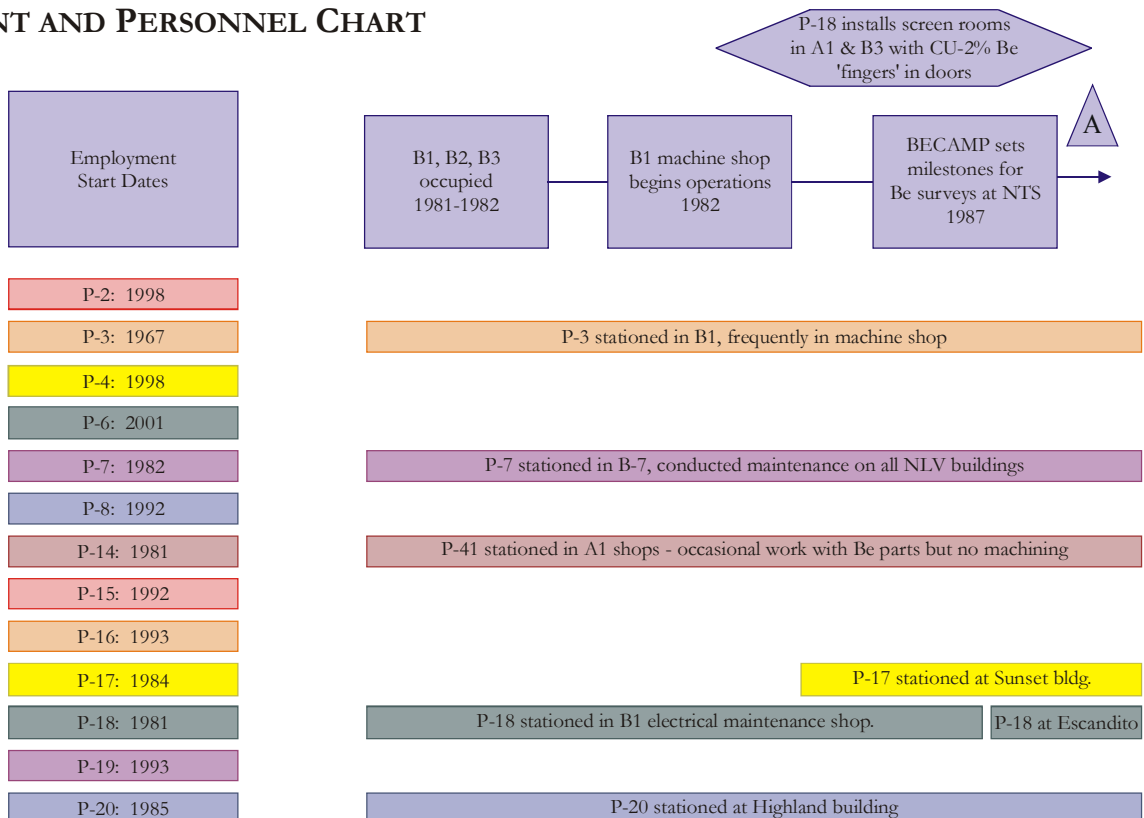 NT AND PERSONNEL CHART
P-18 installs screen rooms
in A1 & B3 with CU-2% Be
'fingers' in doors
A
Employment
Start Dates
B1, B2, B3
occupied
1981-1982
B1 machine shop
begins operations
1982
BECAMP sets
milestones for
Be surveys at NTS
1987
P-2: 1998
P-3: 1967
P-3 stationed in B1, frequently in machine shop
P-4: 1998
P-6: 2001
P-7: 1982
P-7 stationed in B-7, conducted maintenance on all NLV buildings
P-8: 1992
P-14: 1981
P-41 stationed in A1 shops - occasional work with Be parts but no machining
P-15: 1992
P-16: 1993
P-17: 1984
P-17 stationed at Sunset bldg.
P-18: 1981
P-18 stationed in B1 electrical maintenance shop.
P-18 at Escandito
P-19: 1993
P-20: 1985
P-20 stationed at Highland building